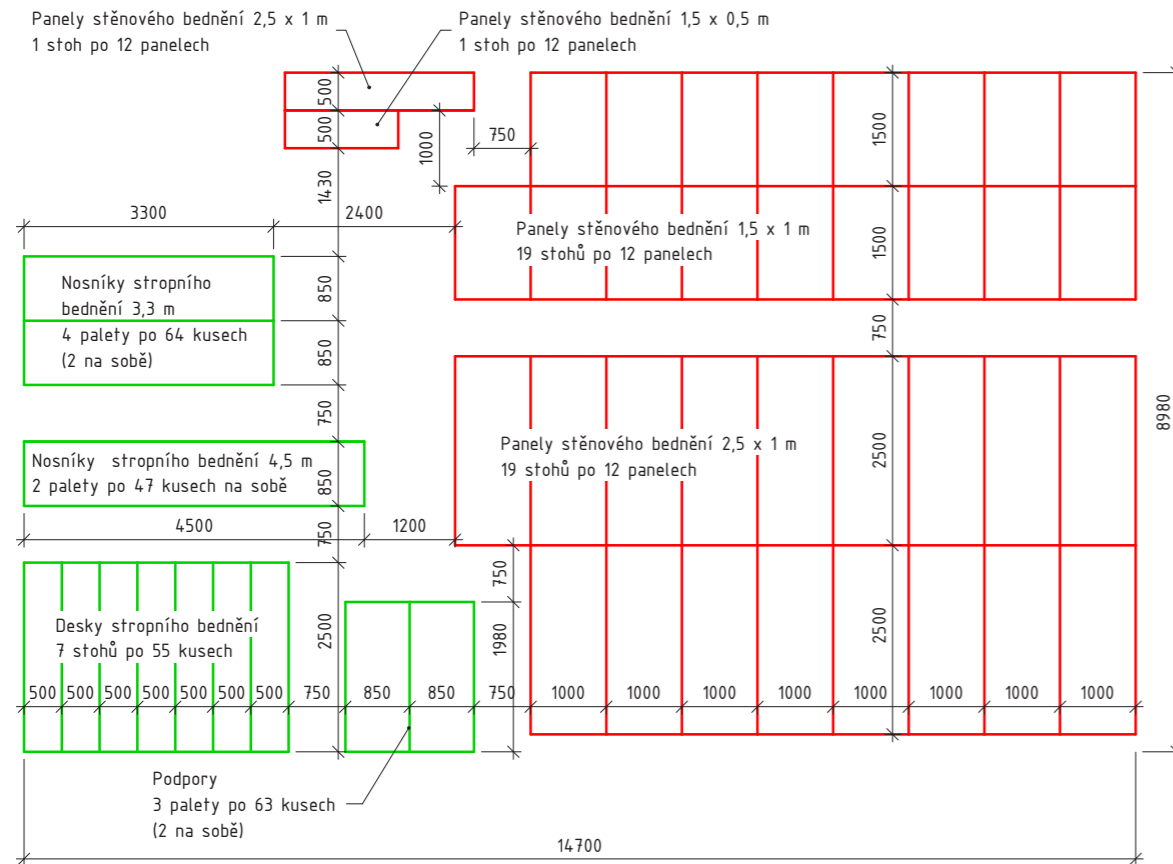 Panely stěnového bednění 2,5 x 1 m
1 stoh po 12 panelech
Panely stěnového bednění 1,5 x 0,5 m
1 stoh po 12 panelech
500
500
1000
750
1500
1430
3300
2400
1500
Panely stěnového bednění 1,5 x 1 m
19 stohů po 12 panelech
Nosníky stropního
bednění 3,3 m
4 palety po 64 kusech
(2 na sobě)
850
850
750
750
8980
Nosníky stropního bednění 4,5 m
2 palety po 47 kusech na sobě
850
Panely stěnového bednění 2,5 x 1 m
19 stohů po 12 panelech
2500
4500
1200
750
750
Desky stropního bednění
7 stohů po 55 kusech
2500
1980
2500
500 500 500 500 500 500 500 750 850 850 750 1000 1000 1000 1000 1000 1000 1000 1000
Podpory
3 palety po 63 kusech
(2 na sobě)
14700